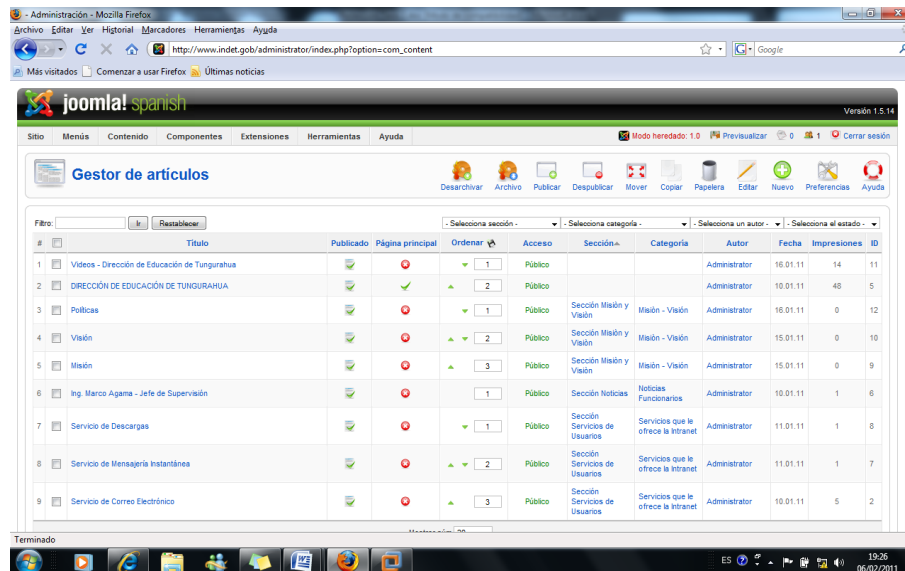 - Administración - Mozilla Firefox
Archivo Editar Ver Historial Marcadores Herramientas Ayuda
http://www.indet.gob/administrator/index.php?option=com_content
G Google
Más visitados Comenzar a usar Firefox Últimas noticias
joomla! spanish
Versión 1.5.14
Sitio Menús Contenido Componentes Extensiones Herramientas Ayuda Modo heredado: 1.0 Previsualizar 0 1 Cerrar sesión
Gestor de artículos
Desarchivar Archivo Publicar Despublicar Mover Copiar Papelera Editar Nuevo Preferencias Ayuda
Filtro: Ir Restablecer - Selecciona sección - - Selecciona categoría - - Selecciona un autor - - Selecciona el estado -
# Título Publicado Página principal Ordenar Acceso Sección Categoría Autor Fecha Impresiones ID
1 Videos - Dirección de Educación de Tungurahua 1 Público Administrator 16.01.11 14 11
2 DIRECCIÓN DE EDUCACIÓN DE TUNGURAHUA 2 Público Administrator 10.01.11 48 5
3 Políticas 1 Público Sección Misión y Visión Misión - Visión Administrator 16.01.11 0 12
4 Visión 2 Público Sección Misión y Visión Misión - Visión Administrator 15.01.11 0 10
5 Misión 3 Público Sección Misión y Visión Misión - Visión Administrator 15.01.11 0 9
6 Ing. Marco Agama - Jefe de Supervisión 1 Público Sección Noticias Noticias Funcionarios Administrator 10.01.11 1 6
7 Servicio de Descargas 1 Público Sección Servicios de Usuarios Servicios que le ofrece la Intranet Administrator 11.01.11 1 8
8 Servicio de Mensajería Instantánea 2 Público Sección Servicios de Usuarios Servicios que le ofrece la Intranet Administrator 11.01.11 1 7
9 Servicio de Correo Electrónico 3 Público Sección Servicios de Usuarios Servicios que le ofrece la Intranet Administrator 10.01.11 5 2
Terminado
ES 19:26
06/02/2011